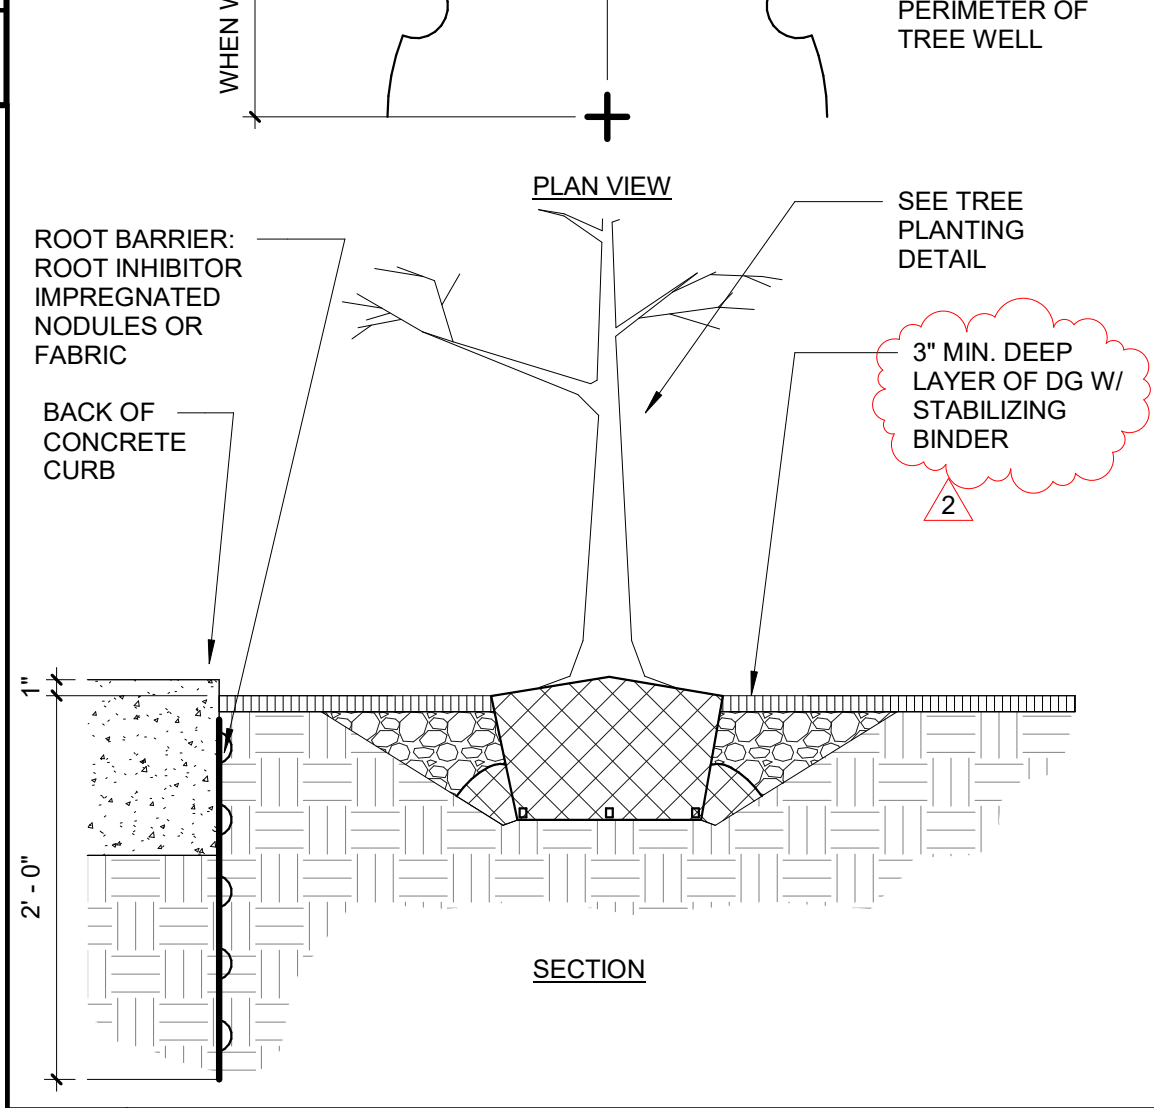 WHEN W
PERIMETER OF
TREE WELL
PLAN VIEW
SEE TREE
PLANTING
DETAIL
ROOT BARRIER:
ROOT INHIBITOR
IMPREGNATED
NODULES OR
FABRIC
3" MIN. DEEP
LAYER OF DG W/
STABILIZING
BINDER
2
BACK OF
CONCRETE
CURB
1"
2' - 0"
SECTION